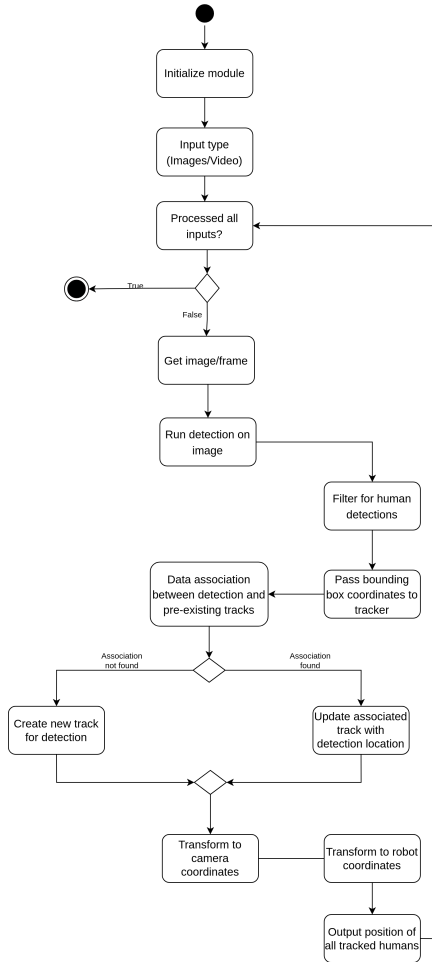 Initialize module
Input type
(Images/Video)
Processed all
inputs?
True
False
Get image/frame
Run detection on
image
Filter for human
detections
Pass bounding
box coordinates to
tracker
Data association
between detection and
pre-existing tracks
Association
not found
Association
found
Create new track
for detection
Update associated
track with
detection location
Transform to
camera
coordinates
Transform to robot
coordinates
Output position of
all tracked humans